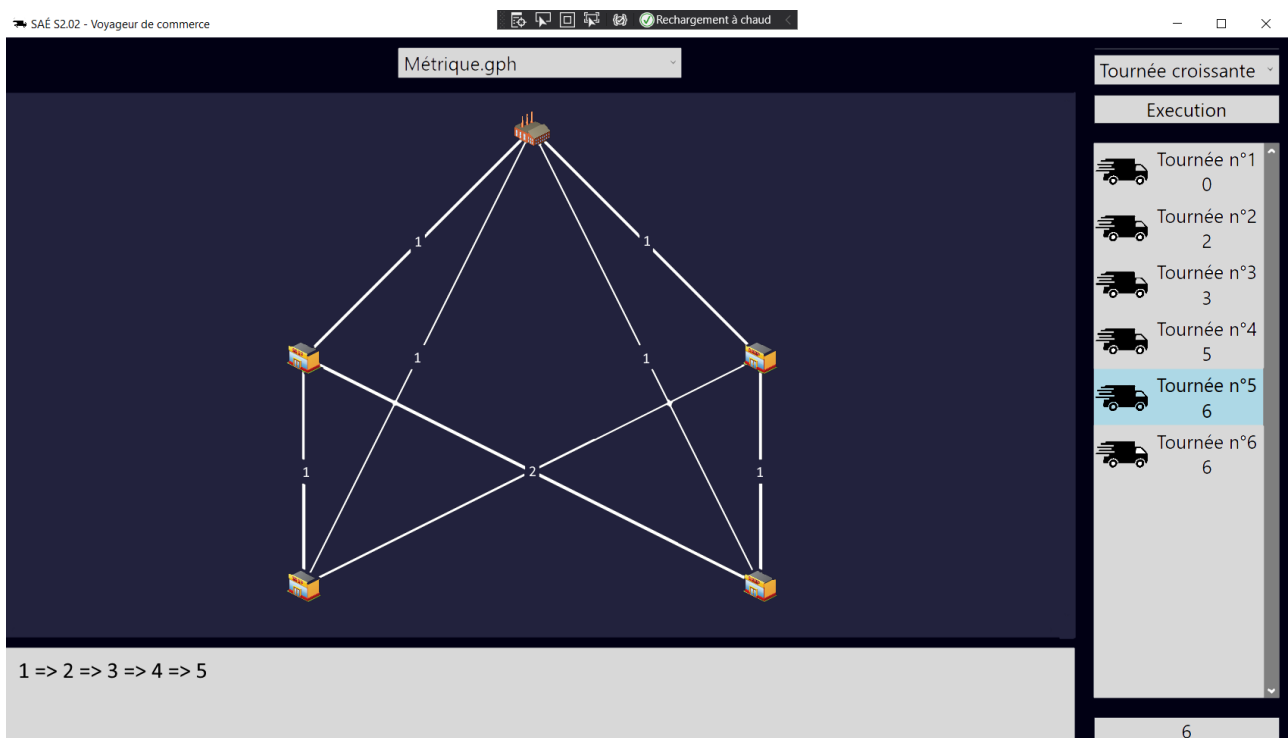 SAÉ S2.02 - Voyageur de commerce
Rechargement à chaud
Métrique.gph
Tournée croissante
Execution
Tournée n°1
0
Tournée n°2
2
Tournée n°3
3
Tournée n°4
5
Tournée n°5
6
Tournée n°6
6
1
1
1
1
1
2
1
1 => 2 => 3 => 4 => 5
6